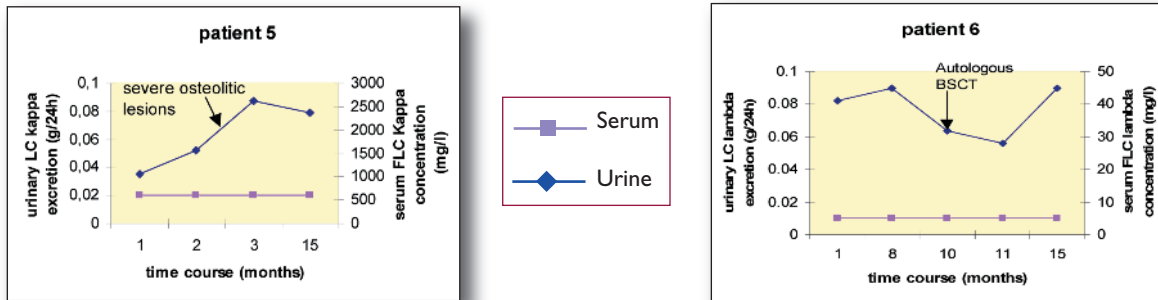 patient 5
urinary LC kappa
excretion (g/24h)
0,1
0,08
0,06
0,04
0,02
0
severe osteolitic
lesions
3000
2500
2000
1500
1000
500
0
serum FLC Kappa
concentration
(mg/l)
1 2 3 15
time course (months)
Serum
Urine
patient 6
urinary LC lambda
excretion (g/24h)
0.1
0.08
0.06
0.04
0.02
0
Autologous
BSCT
50
40
30
20
10
0
serum FLC lambda
concentration (mg/l)
1 8 10 11 15
time course (months)